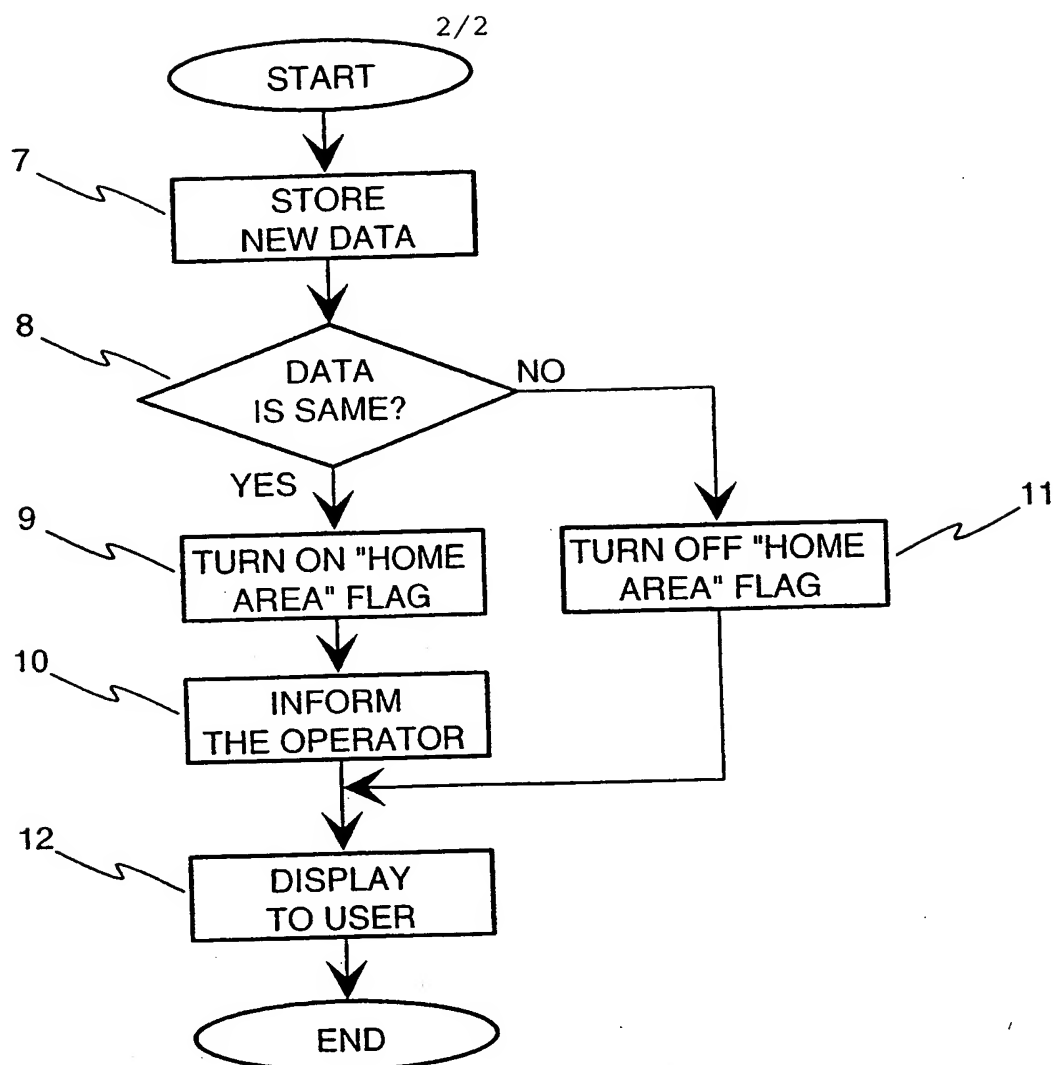 2/2
START
7
STORE
NEW DATA
8
DATA
IS SAME?
NO
YES
9
TURN ON "HOME
AREA" FLAG
TURN OFF "HOME
AREA" FLAG
11
10
INFORM
THE OPERATOR
12
DISPLAY
TO USER
END